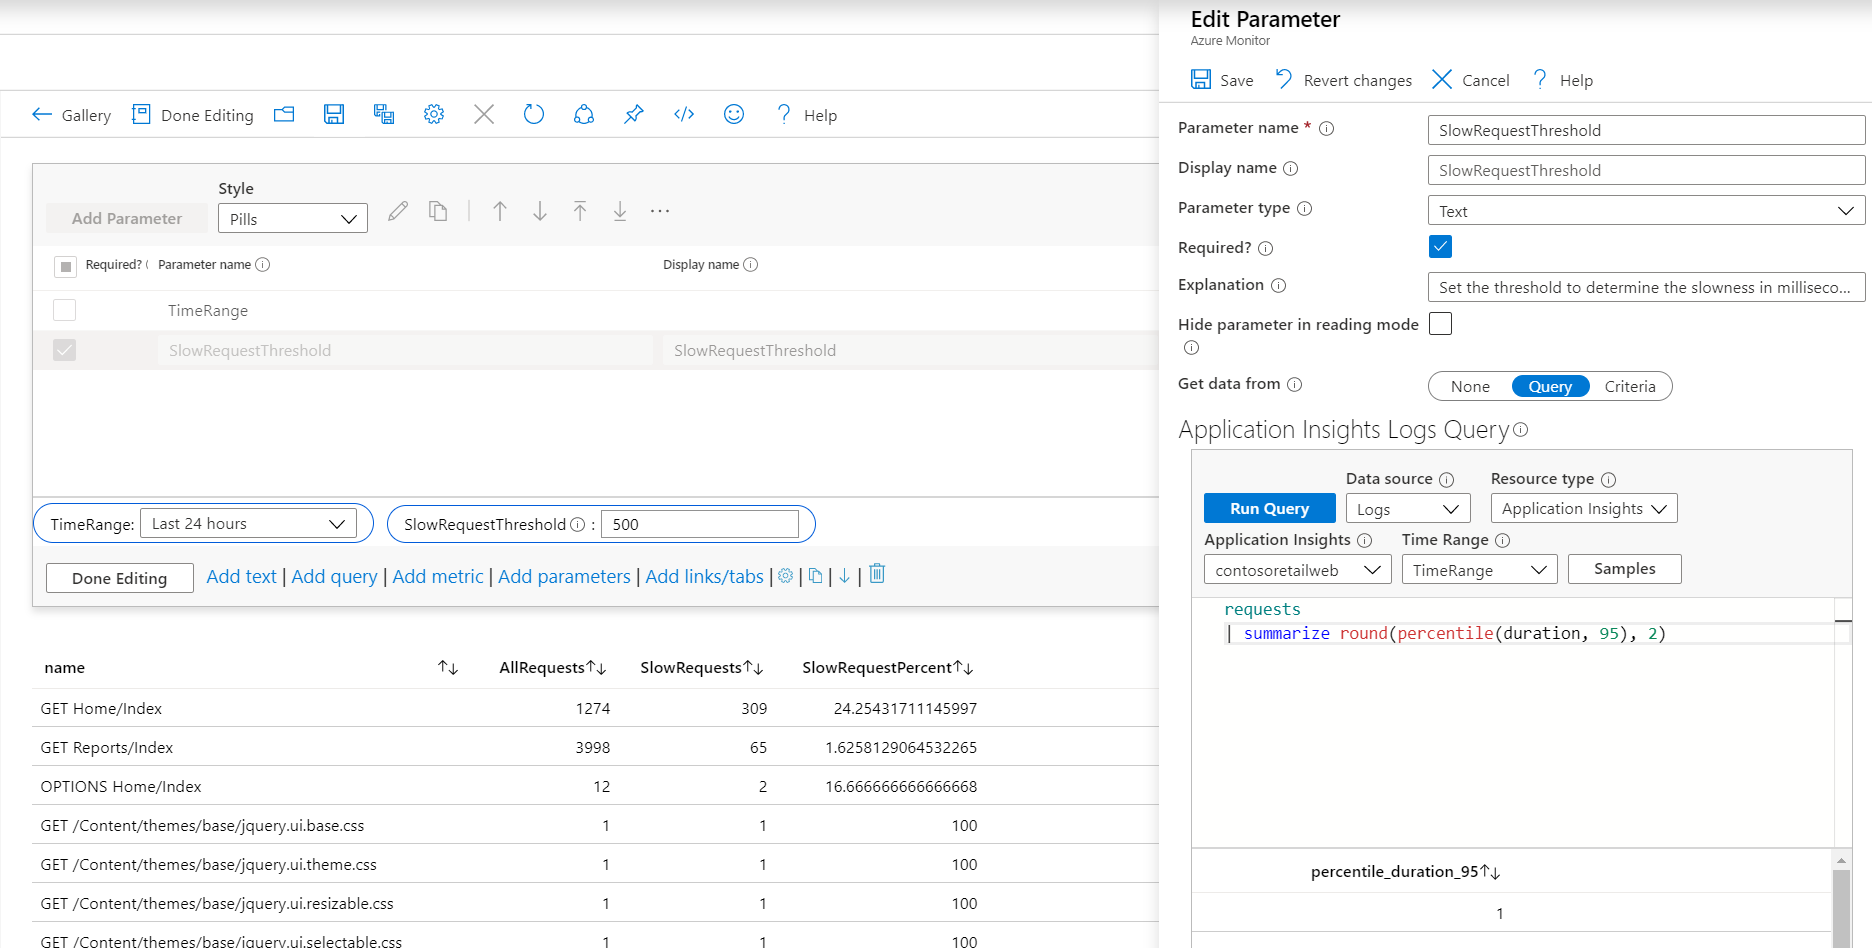 Edit Parameter
Azure Monitor
Save Revert changes Cancel ? Help
← Gallery Done Editing ? Help
Parameter name * SlowRequestThreshold
Display name SlowRequestThreshold
Parameter type Text
Required?
Explanation Set the threshold to determine the slowness in milliseco...
Hide parameter in reading mode
Get data from None Query Criteria
Application Insights Logs Query
Data source Resource type
Run Query Logs Application Insights
Application Insights Time Range
contosoretailweb TimeRange Samples
requests
| summarize round(percentile(duration, 95), 2)
percentile_duration_95↑↓
1
Style
Add Parameter Pills ...
Required? ( Parameter name Display name
TimeRange
SlowRequestThreshold SlowRequestThreshold
TimeRange: Last 24 hours SlowRequestThreshold : 500
Done Editing Add text | Add query | Add metric | Add parameters | Add links/tabs | | | ↓ |
name ↑↓ AllRequests↑↓ SlowRequests↑↓ SlowRequestPercent↑↓
GET Home/Index 1274 309 24.25431711145997
GET Reports/Index 3998 65 1.6258129064532265
OPTIONS Home/Index 12 2 16.666666666666668
GET /Content/themes/base/jquery.ui.base.css 1 1 100
GET /Content/themes/base/jquery.ui.theme.css 1 1 100
GET /Content/themes/base/jquery.ui.resizable.css 1 1 100
GET /Content/themes/base/jquery.ui.selectable.css 1 1 100